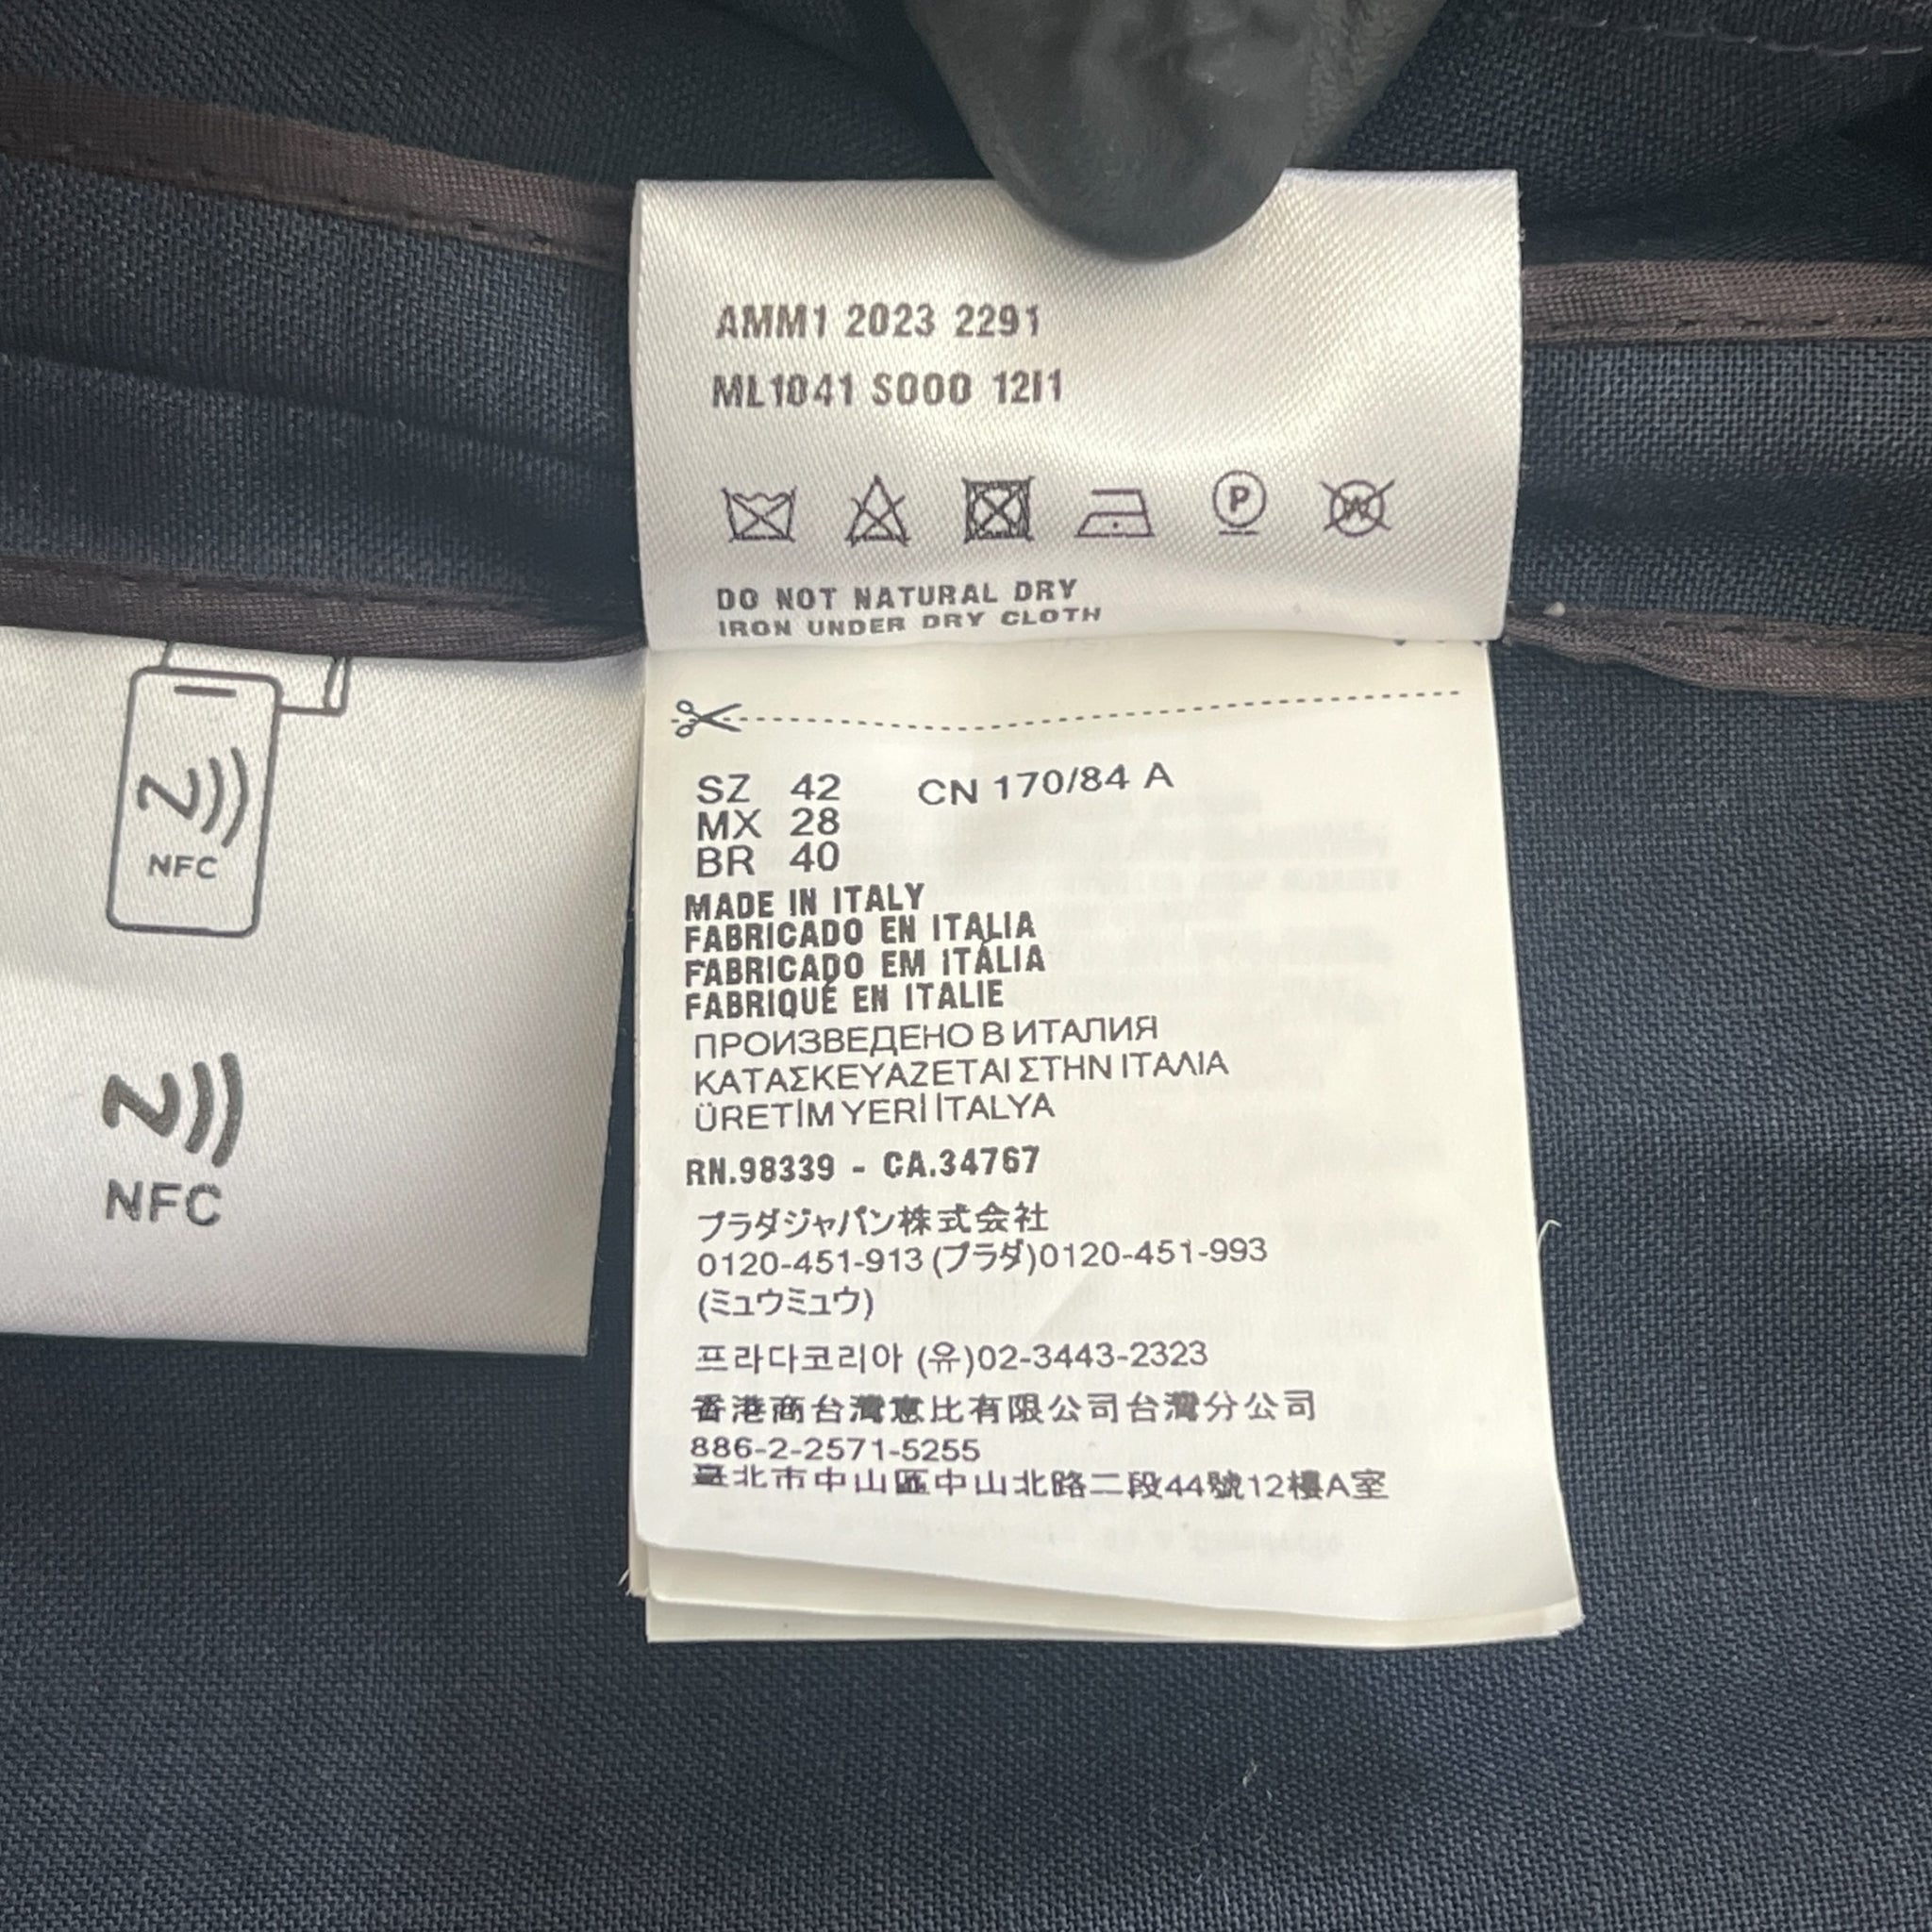 AMM1 2023 2291
ML1041 S000 12I1
P
W
DO NOT NATURAL DRY
IRON UNDER DRY CLOTH
SZ 42 CN 170/84 A
MX 28
BR 40
MADE IN ITALY
FABRICADO EN ITALIA
FABRICADO EM ITÁLIA
FABRIQUÉ EN ITALIE
ПРОИЗВЕДЕНО В ИТАЛИЯ
ΚΑΤΑΣΚΕΥΑΖΕΤΑΙ ΣΤΗΝ ΙΤΑΛΙΑ
ÜRETİM YERİ İTALYA
RN.98339 - CA.34767
プラダジャパン株式会社
0120-451-913 (プラダ)0120-451-993
(ミュウミュウ)
프라다코리아 (유)02-3443-2323
香港商台灣惠比有限公司台灣分公司
886-2-2571-5255
臺北市中山區中山北路二段44號12樓A室
NFC
NFC